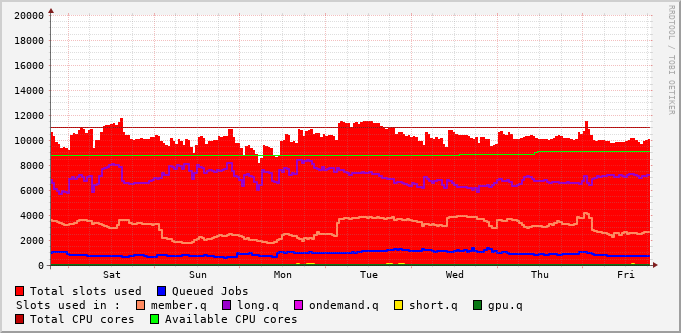 20000
18000
16000
14000
12000
10000
8000
6000
4000
2000
0
Sat Sun Mon Tue Wed Thu Fri
RRDTOOL / TOBI OETIKER
Total slots used Queued Jobs
Slots used in : member.q long.q ondemand.q short.q gpu.q
Total CPU cores Available CPU cores